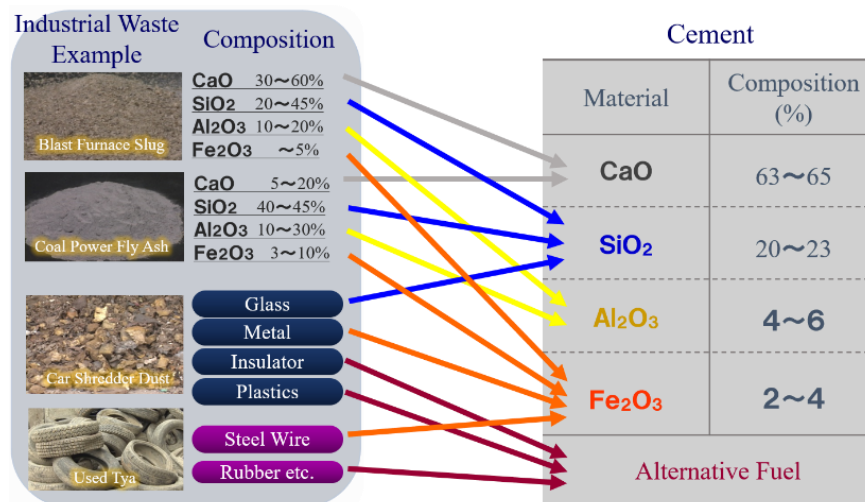 Industrial Waste
Example
Composition
Blast Furnace Slug
CaO 30～60%
SiO2 20～45%
Al2O3 10～20%
Fe2O3 ～5%
Coal Power Fly Ash
CaO 5～20%
SiO2 40～45%
Al2O3 10～30%
Fe2O3 3～10%
Car Shredder Dust
Glass
Metal
Insulator
Plastics
Used Tya
Steel Wire
Rubber etc.
Cement
Material Composition
(%)
CaO 63～65
SiO2 20～23
Al2O3 4～6
Fe2O3 2～4
Alternative Fuel